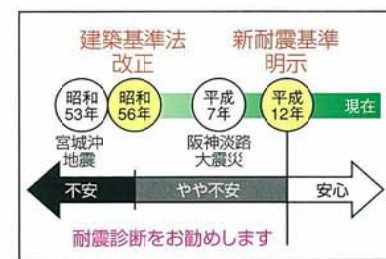 建築基準法
改正
新耐震基準
明示
昭和
53年
昭和
56年
平成
7年
平成
12年
現在
宮城沖
地震
阪神淡路
大震災
不安
やや不安
安心
耐震診断をお勧めします